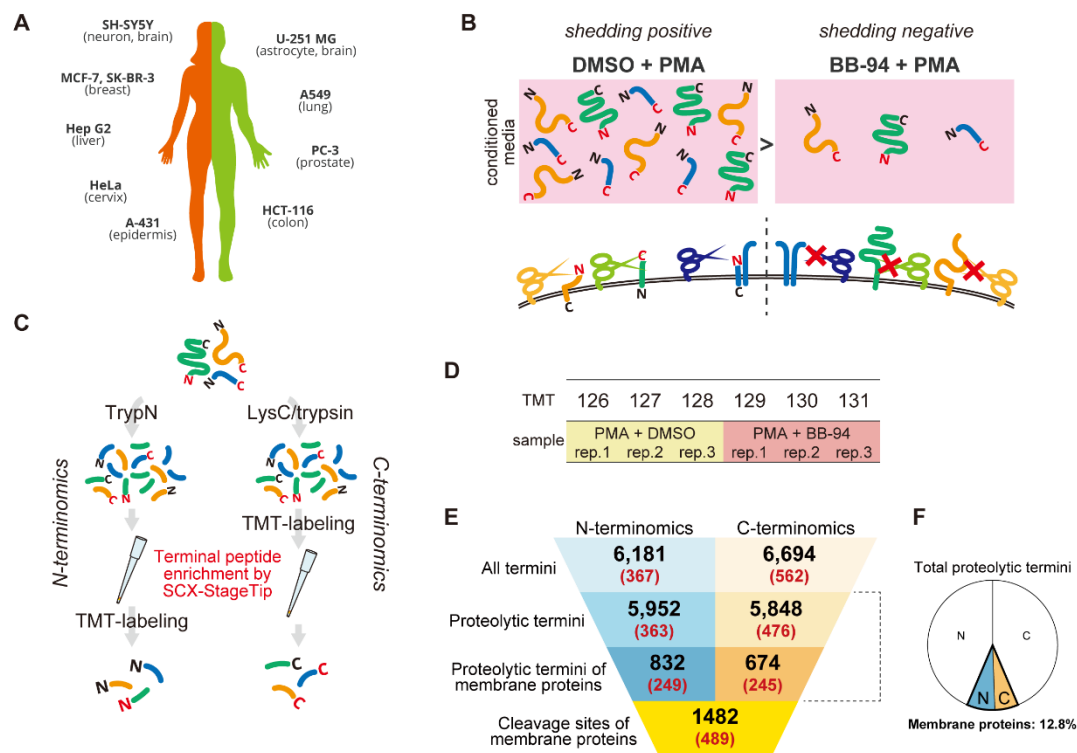 A
SH-SY5Y
(neuron, brain)
U-251 MG
(astrocyte, brain)
MCF-7, SK-BR-3
(breast)
A549
(lung)
Hep G2
(liver)
PC-3
(prostate)
HeLa
(cervix)
A-431
(epidermis)
HCT-116
(colon)
B
shedding positive
shedding negative
DMSO + PMA
BB-94 + PMA
conditioned
media
N C N C N
N C N
N C N C N C
>
N C C N N C
N C N
N C
C
N
C N
TrypN
LysC/trypsin
N-terminomics
C-terminomics
TMT-labeling
Terminal peptide
enrichment by
SCX-StageTip
TMT-labeling
N N N
C C C
D
TMT 126 127 128 129 130 131
sample PMA + DMSO PMA + BB-94
rep.1 rep.2 rep.3 rep.1 rep.2 rep.3
E
N-terminomics C-terminomics
All termini 6,181 6,694
(367) (562)
Proteolytic termini 5,952 5,848
(363) (476)
Proteolytic termini of
membrane proteins
832 674
(249) (245)
Cleavage sites of
membrane proteins
1482
(489)
F
Total proteolytic termini
N C
N C
Membrane proteins: 12.8%